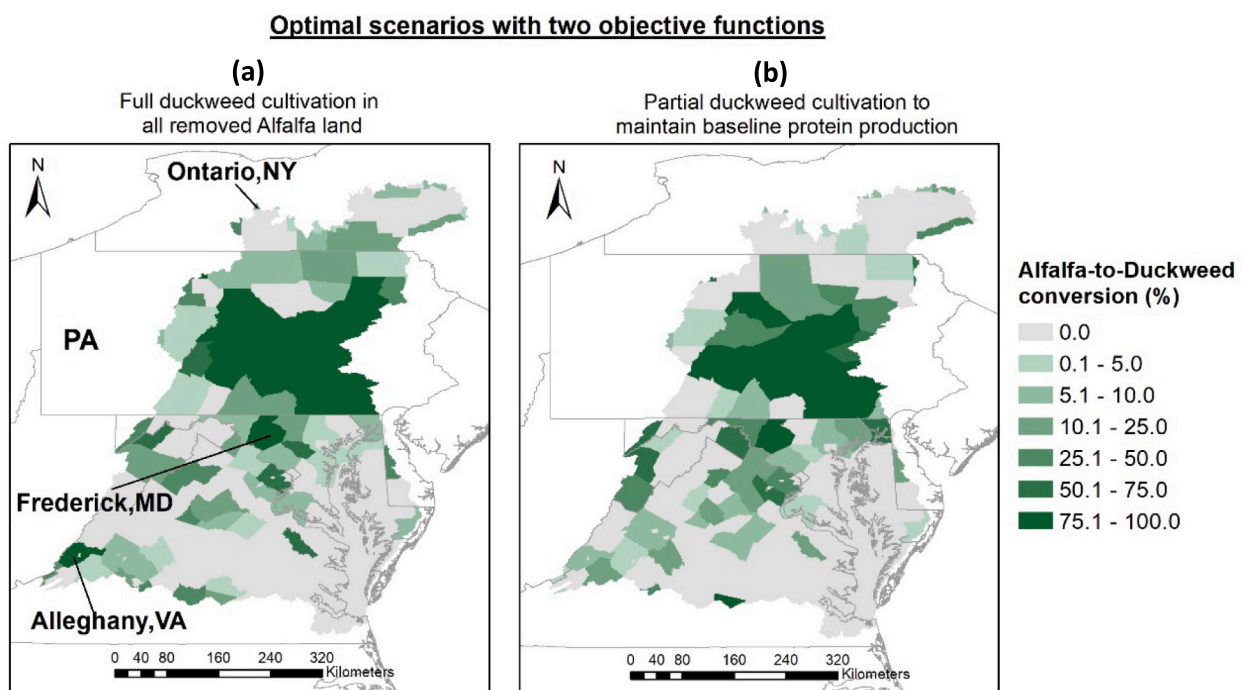 Optimal scenarios with two objective functions
(a)
Full duckweed cultivation in
all removed Alfalfa land
(b)
Partial duckweed cultivation to
maintain baseline protein production
N
Ontario,NY
PA
Frederick,MD
Alleghany,VA
0 40 80 160 240 320
Kilometers
N
0 40 80 160 240 320
Kilometers
Alfalfa-to-Duckweed
conversion (%)
0.0
0.1 - 5.0
5.1 - 10.0
10.1 - 25.0
25.1 - 50.0
50.1 - 75.0
75.1 - 100.0